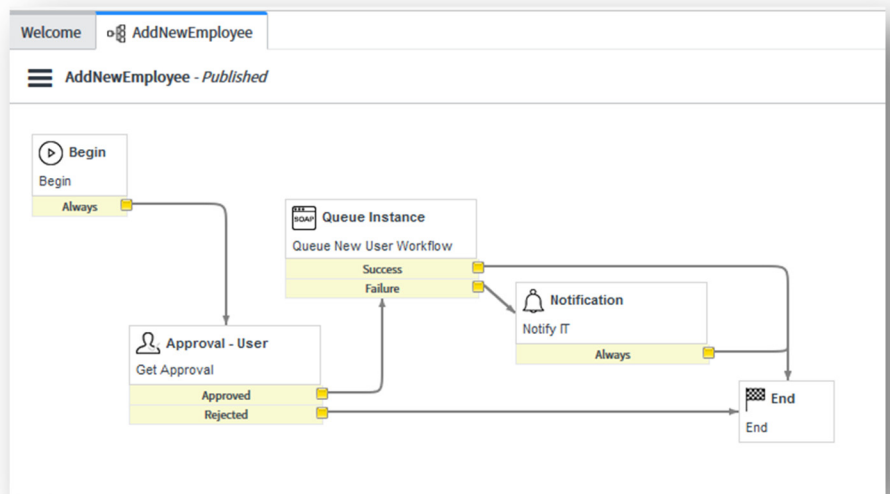 Welcome
AddNewEmployee
AddNewEmployee - Published
Begin
Begin
Always
SOAP
Queue Instance
Queue New User Workflow
Success
Failure
Notification
Notify IT
Always
Approval - User
Get Approval
Approved
Rejected
End
End